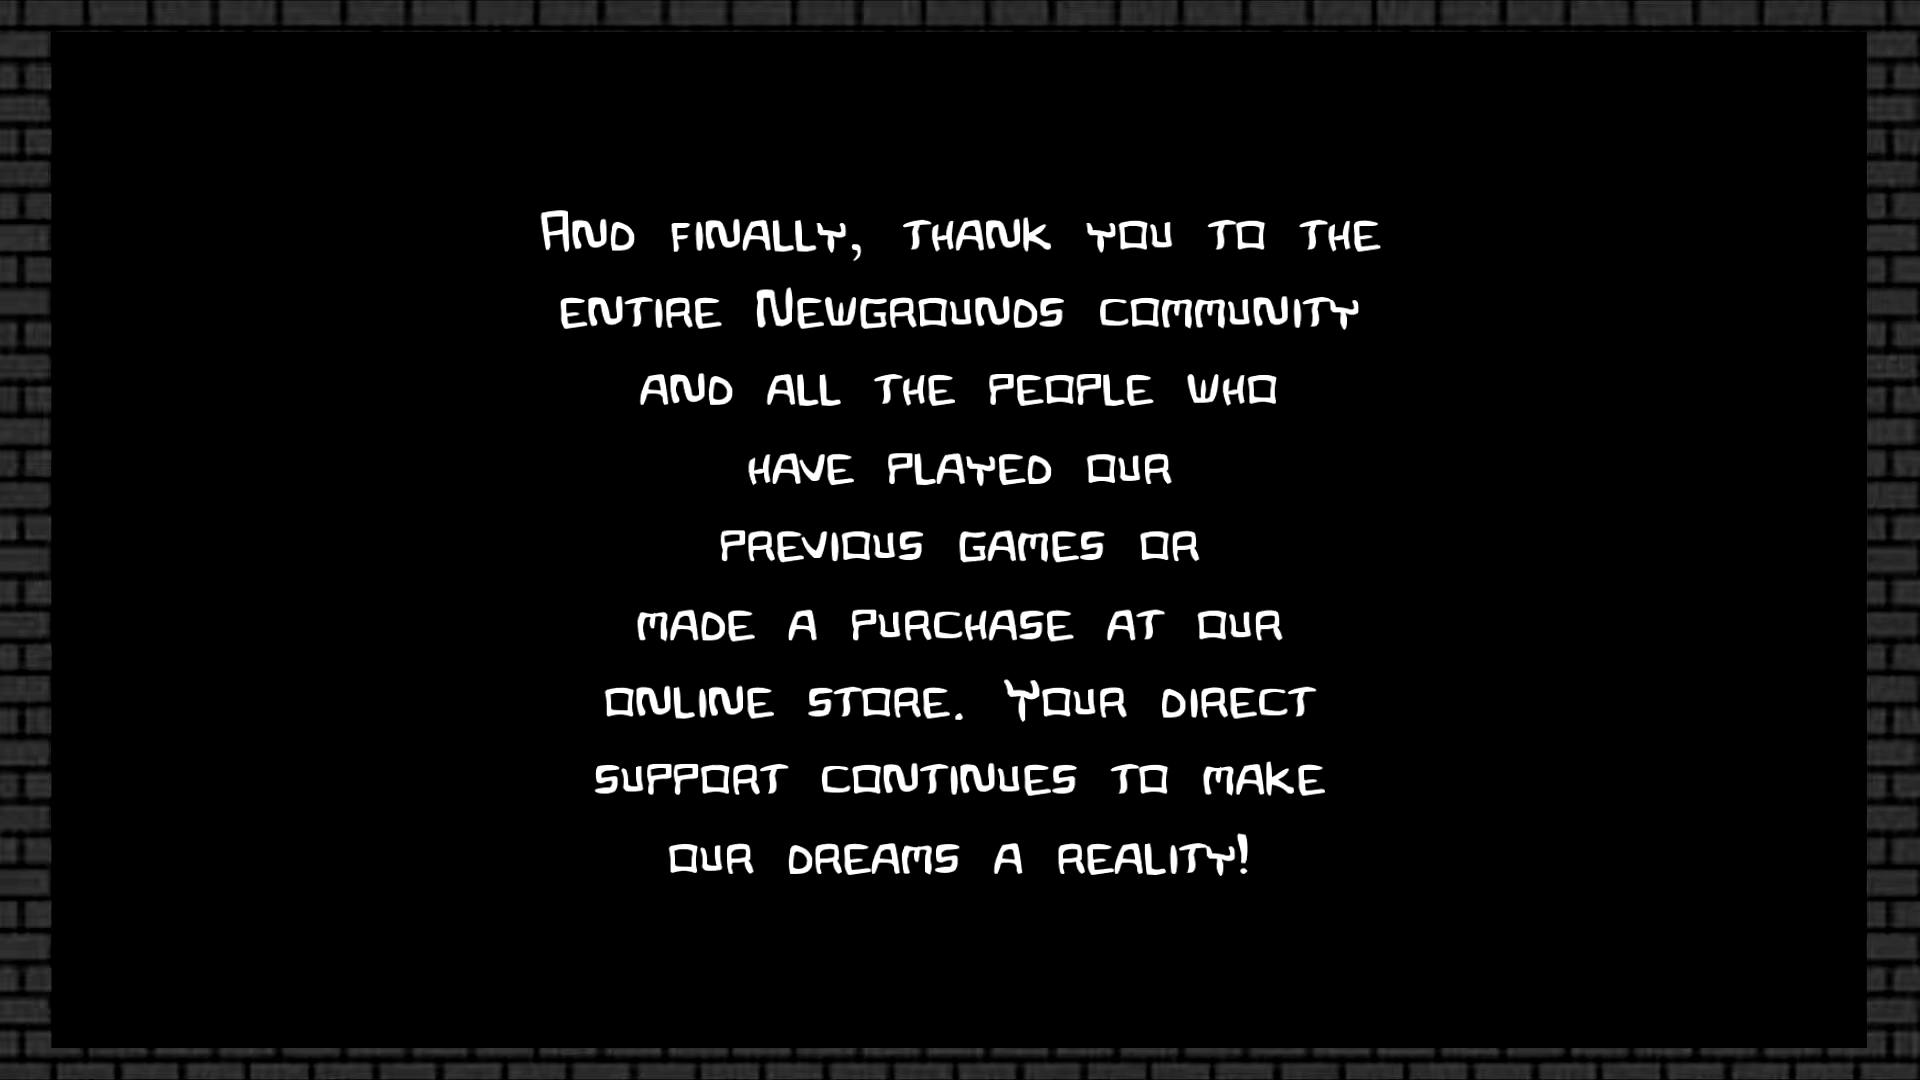 And finally, thank you to the
entire Newgrounds community
and all the people who
have played our
previous games or
made a purchase at our
online store. Your direct
support continues to make
our dreams a reality!